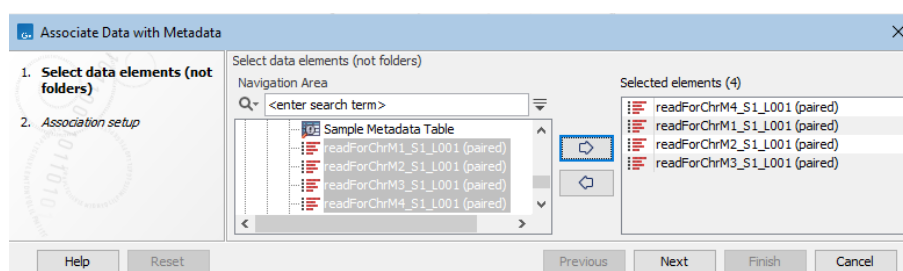 G. Associate Data with Metadata
1. Select data elements (not
folders)
2. Association setup
Select data elements (not folders)
Navigation Area
<enter search term>
Sample Metadata Table
readForChrM1_S1_L001 (paired)
readForChrM2_S1_L001 (paired)
readForChrM3_S1_L001 (paired)
readForChrM4_S1_L001 (paired)
Selected elements (4)
readForChrM4_S1_L001 (paired)
readForChrM1_S1_L001 (paired)
readForChrM2_S1_L001 (paired)
readForChrM3_S1_L001 (paired)
Help Reset Previous Next Finish Cancel